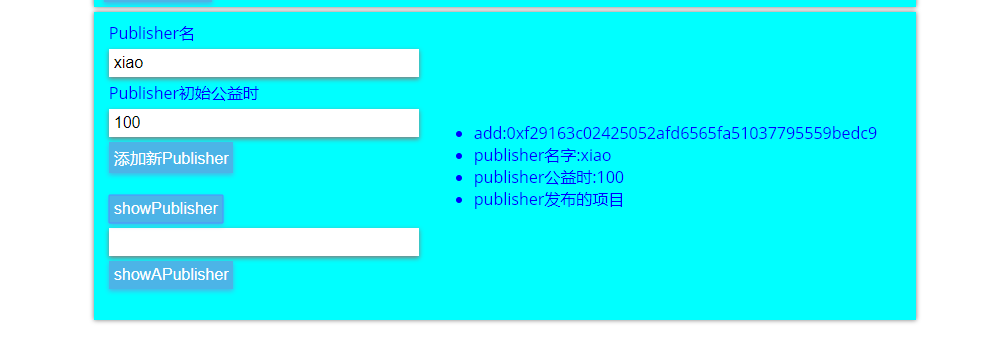 Publisher名
xiao
Publisher初始公益时
100
添加新Publisher
showPublisher
showAPublisher
add:0xf29163c02425052afd6565fa51037795559bedc9
publisher名字:xiao
publisher公益时:100
publisher发布的项目